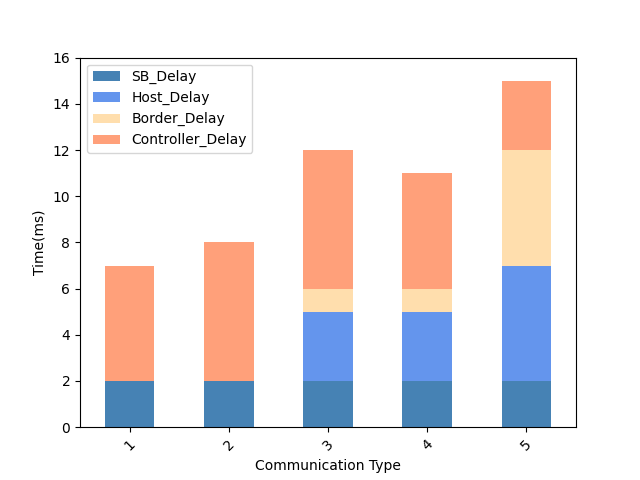 16
14
12
10
8
6
4
2
0
Time(ms)
SB_Delay
Host_Delay
Border_Delay
Controller_Delay
1
2
3
4
5
Communication Type